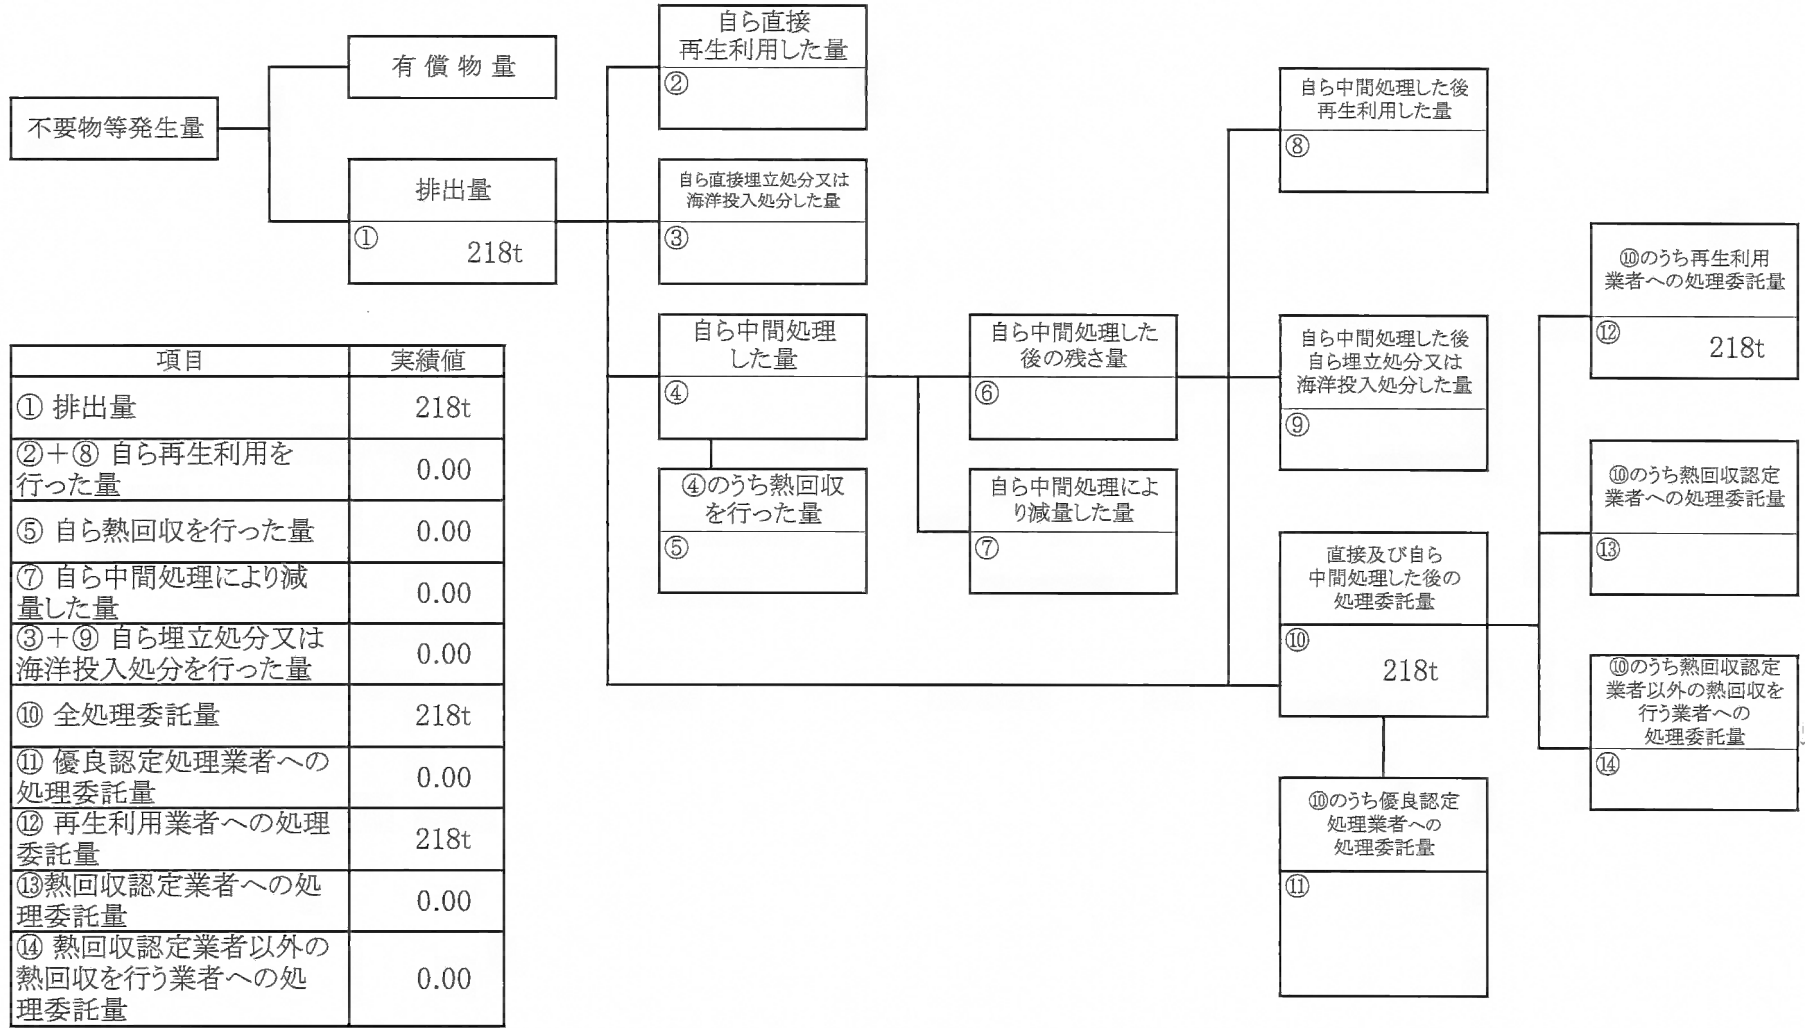 不要物等発生量
有償物量
排出量
①
218t
自ら直接
再生利用した量
②
自ら直接埋立処分又は
海洋投入処分した量
③
自ら中間処理
した量
④
④のうち熱回収
を行った量
⑤
自ら中間処理した
後の残さ量
⑥
自ら中間処理によ
り減量した量
⑦
自ら中間処理した後
再生利用した量
⑧
自ら中間処理した後
自ら埋立処分又は
海洋投入処分した量
⑨
直接及び自ら
中間処理した後の
処理委託量
⑩
218t
⑩のうち優良認定
処理業者への
処理委託量
⑪
⑩のうち再生利用
業者への処理委託量
⑫
218t
⑩のうち熱回収認定
業者への処理委託量
⑬
⑩のうち熱回収認定
業者以外の熱回収を
行う業者への
処理委託量
⑭
項目 実績値
① 排出量 218t
②＋⑧ 自ら再生利用を
行った量 0.00
⑤ 自ら熱回収を行った量 0.00
⑦ 自ら中間処理により減
量した量 0.00
③＋⑨ 自ら埋立処分又は
海洋投入処分を行った量 0.00
⑩ 全処理委託量 218t
⑪ 優良認定処理業者への
処理委託量 0.00
⑫ 再生利用業者への処理
委託量 218t
⑬熱回収認定業者への処
理委託量 0.00
⑭ 熱回収認定業者以外の
熱回収を行う業者への処
理委託量 0.00